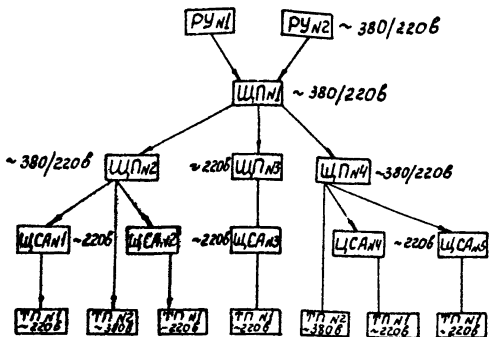 РУ№1 РУ№2 ~ 380/220в
ЩП№1 ~ 380/220в
~ 380/220в ЩП№2 ≈ 220в ЩП№3 ЩП№4 ~380/220в
ЩСА№1 ~220в ЩСА№2 ~220в ЩСА№3 ЩСА№4 ~220в ЩСА№5
ТП№1 ТП№2 ТП№1 ТП№1 ТП№2 ТП№1 ТП№1
~220в ~380в ~220в ~220в ~380в ~220в ~220в